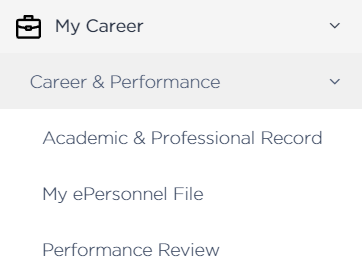 My Career
Career & Performance
Academic & Professional Record
My ePersonnel File
Performance Review